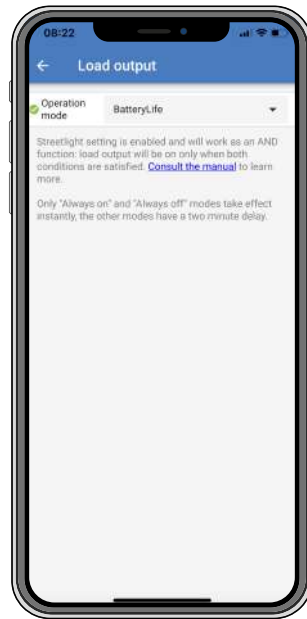 08:22
← Load output
Operation
mode
BatteryLife
Streetlight setting is enabled and will work as an AND
function: load output will be on only when both
conditions are satisfied. Consult the manual to learn
more.
Only "Always on" and "Always off" modes take effect
instantly, the other modes have a two minute delay.